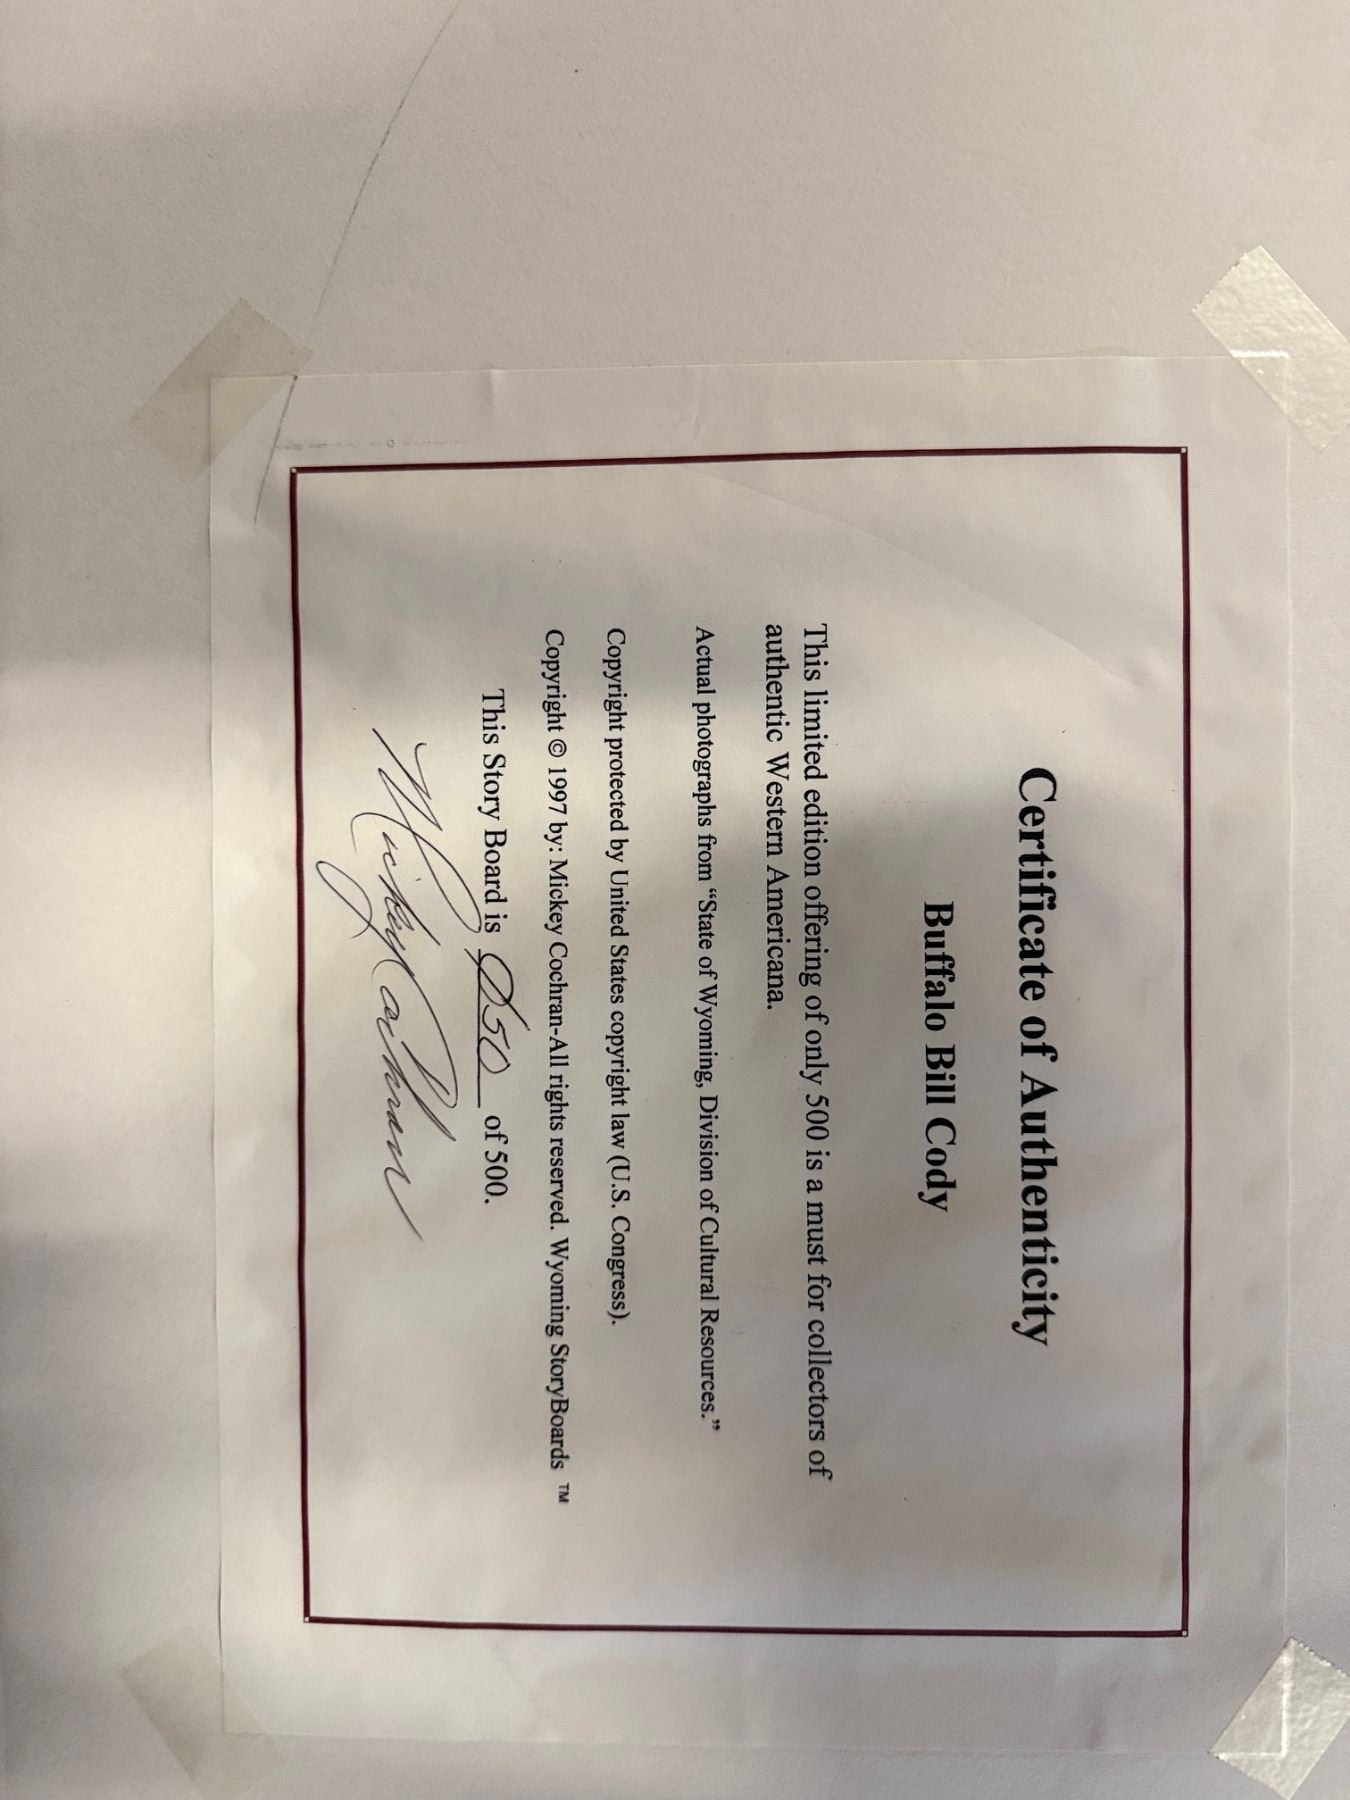 Certificate of Authenticity
Buffalo Bill Cody
This limited edition offering of only 500 is a must for collectors of
authentic Western Americana.
Actual photographs from “State of Wyoming, Division of Cultural Resources.”
Copyright protected by United States copyright law (U.S. Congress).
Copyright © 1997 by: Mickey Cochran-All rights reserved. Wyoming StoryBoards ™
This Story Board is 050 of 500.
Mickey Cochran